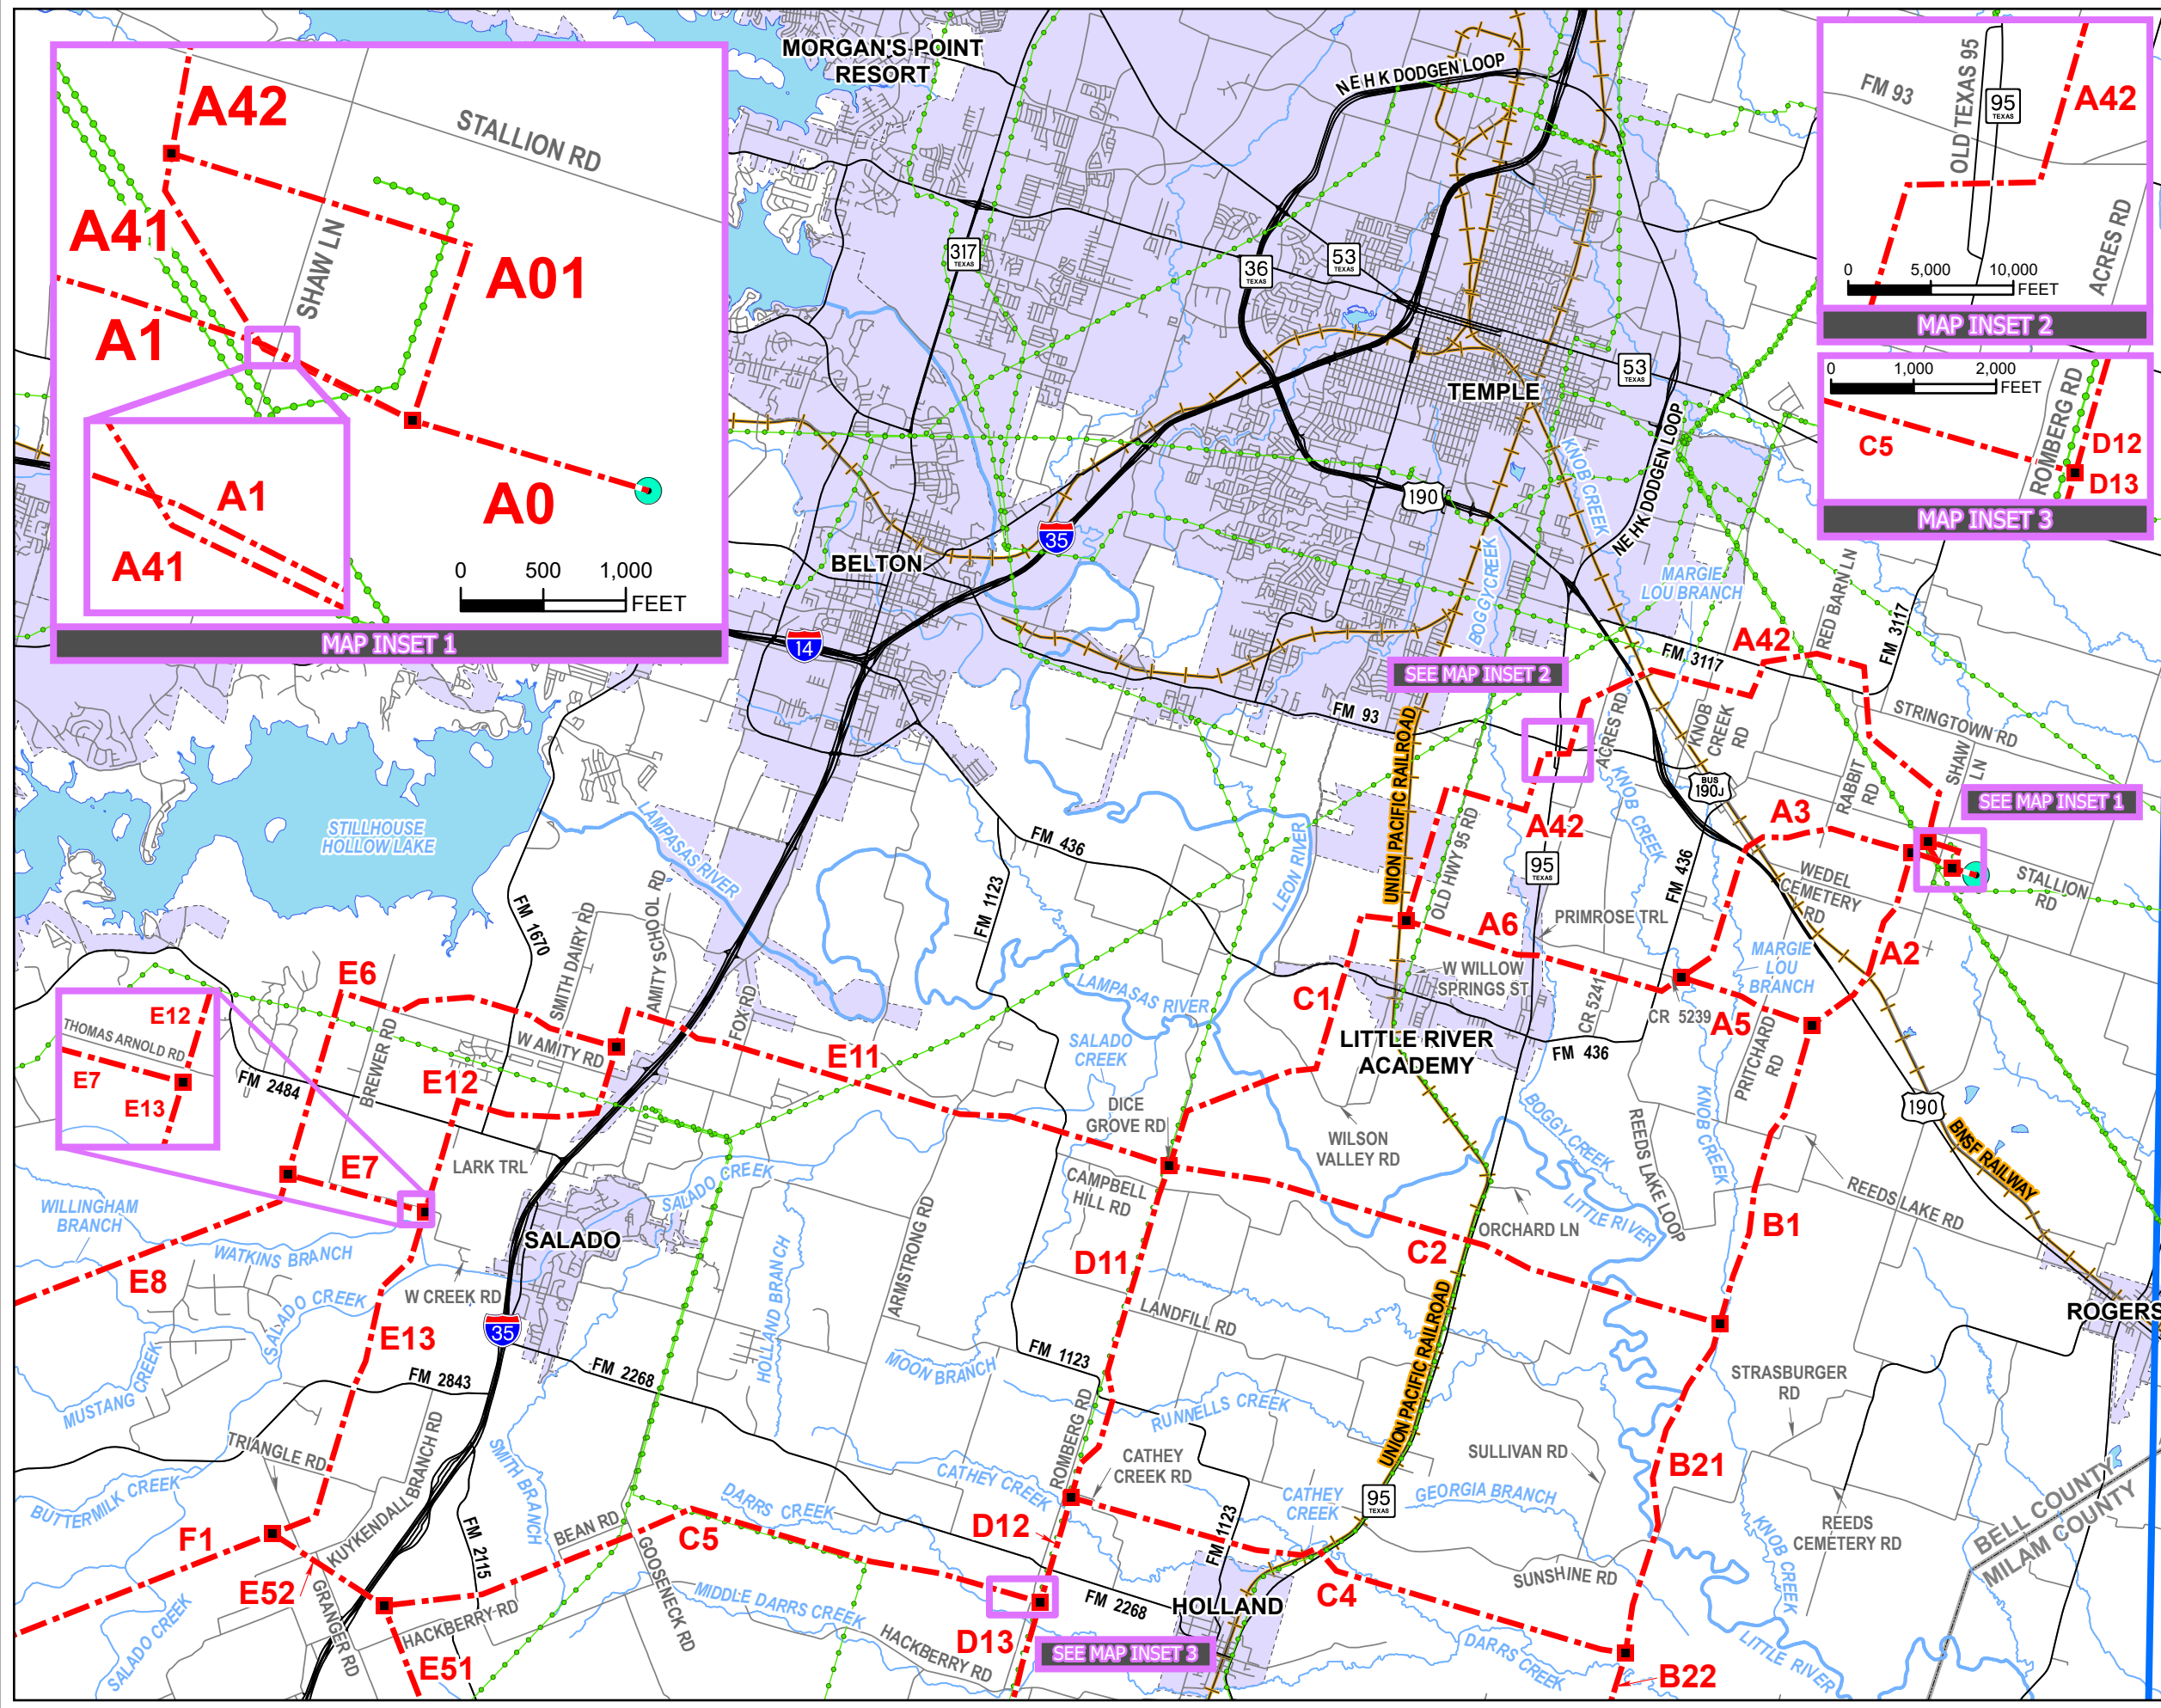 MORGAN'S POINT
RESORT
N E H K DODGEN LOOP
A42
STALLION RD
A41
SHAW LN
A01
A1
A0
A1
A41
0 500 1,000
FEET
MAP INSET 1
FM 93
OLD TEXAS 95
95
TEXAS
A42
ACRES RD
0 5,000 10,000
FEET
MAP INSET 2
0 1,000 2,000
FEET
ROMBERG RD
C5
D12
D13
MAP INSET 3
317
TEXAS
36
TEXAS
53
TEXAS
53
TEXAS
TEMPLE
KNOB CREEK
NE HK DODGEN LOOP
190
35
BELTON
BOGGY CREEK
MARGIE
LOU BRANCH
RED BARN LN
FM 3117
14
A42
FM 3117
SEE MAP INSET 2
FM 93
UNION PACIFIC RAILROAD
ACRES RD
KNOB
CREEK
RD
STRINGTOWN RD
SHAW
LN
RABBIT
RD
BUS
190J
SEE MAP INSET 1
STILLHOUSE
HOLLOW LAKE
LAMPASAS RIVER
FM 436
LEON RIVER
OLD HWY 95 RD
A42
KNOB CREEK
A3
95
TEXAS
FM 436
WEDEL
CEMETERY
RD
STALLION
RD
FM 1670
SMITH DAIRY RD
AMITY SCHOOL RD
FM 1123
A6
PRIMROSE TRL
MARGIE
LOU
BRANCH
A2
E6
FOX RD
LAMPASAS RIVER
C1
W WILLOW
SPRINGS ST
CR 5241
CR 5239
A5
PRITCHARD
RD
E12
THOMAS ARNOLD RD
E7
E13
BREWER RD
W AMITY RD
E11
SALADO
CREEK
LITTLE RIVER
ACADEMY
FM 436
FM 2484
E12
DICE
GROVE RD
WILSON
VALLEY RD
BOGGY CREEK
REEDS LAKE LOOP
KNOB CREEK
190
BNSF RAILWAY
LARK TRL
E7
SALADO CREEK
CAMPBELL
HILL RD
REEDS LAKE RD
WILLINGHAM
BRANCH
WATKINS BRANCH
SALADO
ARMSTRONG RD
HOLLAND BRANCH
D11
C2
ORCHARD LN
LITTLE RIVER
B1
E8
W CREEK RD
SALADO CREEK
35
E13
LANDFILL RD
UNION PACIFIC RAILROAD
ROGERS
MUSTANG CREEK
FM 2843
FM 2268
MOON BRANCH
FM 1123
STRASBURGER
RD
ROMBERG RD
RUNNELLS CREEK
TRIANGLE RD
KUYKENDALL BRANCH RD
SMITH BRANCH
CATHEY CREEK
CATHEY
CREEK RD
SULLIVAN RD
B21
BUTTERMILK CREEK
DARRS CREEK
CATHEY
CREEK
95
TEXAS
GEORGIA BRANCH
BELL COUNTY
MILAM COUNTY
F1
BEAN RD
C5
D12
FM 1123
REEDS
CEMETERY RD
KNOB CREEK
FM 2115
GOOSENECK RD
E52
GRANGER RD
MIDDLE DARRS CREEK
FM 2268
HOLLAND
C4
SUNSHINE RD
SALADO CREEK
HACKBERRY RD
E51
HACKBERRY RD
D13
SEE MAP INSET 3
DARRS CREEK
B22
LITTLE RIVER